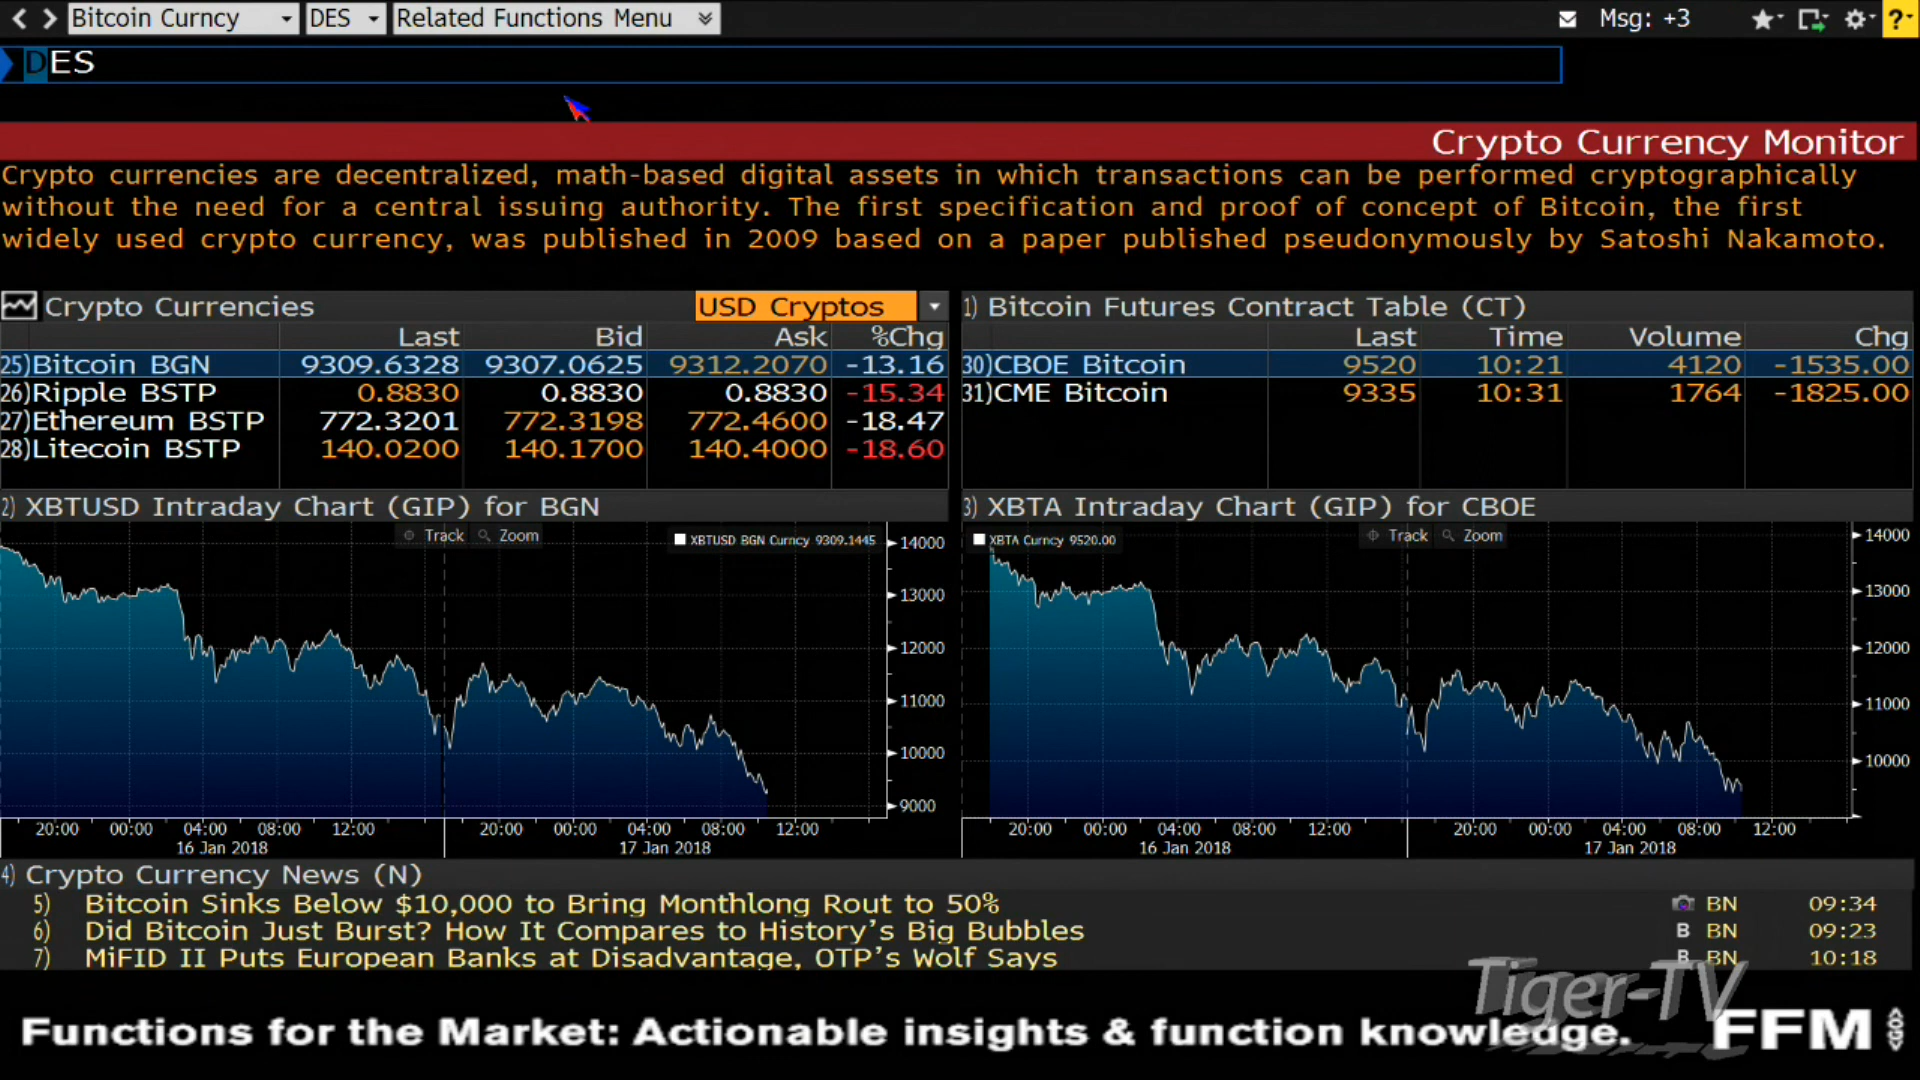 Bitcoin Curncy DES Related Functions Menu Msg: +3 ?
DES
Crypto Currency Monitor
Crypto currencies are decentralized, math-based digital assets in which transactions can be performed cryptographically
without the need for a central issuing authority. The first specification and proof of concept of Bitcoin, the first
widely used crypto currency, was published in 2009 based on a paper published pseudonymously by Satoshi Nakamoto.
Crypto Currencies USD Cryptos
Last Bid Ask %Chg
25) Bitcoin BGN 9309.6328 9307.0625 9312.2070 -13.16
26) Ripple BSTP 0.8830 0.8830 0.8830 -15.34
27) Ethereum BSTP 772.3201 772.3198 772.4600 -18.47
28) Litecoin BSTP 140.0200 140.1700 140.4000 -18.60
1) Bitcoin Futures Contract Table (CT)
Last Time Volume Chg
30) CBOE Bitcoin 9520 10:21 4120 -1535.00
31) CME Bitcoin 9335 10:31 1764 -1825.00
2) XBTUSD Intraday Chart (GIP) for BGN
Track Zoom
XBTUSD BGN Curncy 9309.1445
14000
13000
12000
11000
10000
9000
20:00 00:00 04:00 08:00 12:00 20:00 00:00 04:00 08:00 12:00
16 Jan 2018 17 Jan 2018
3) XBTA Intraday Chart (GIP) for CBOE
XBTA Curncy 9520.00
Track Zoom
14000
13000
12000
11000
10000
20:00 00:00 04:00 08:00 12:00 20:00 00:00 04:00 08:00 12:00
16 Jan 2018 17 Jan 2018
4) Crypto Currency News (N)
5) Bitcoin Sinks Below $10,000 to Bring Monthlong Rout to 50% BN 09:34
6) Did Bitcoin Just Burst? How It Compares to History's Big Bubbles B BN 09:23
7) MiFID II Puts European Banks at Disadvantage, OTP's Wolf Says B BN 10:18
Tiger-TV
Functions for the Market: Actionable insights & function knowledge. FFM